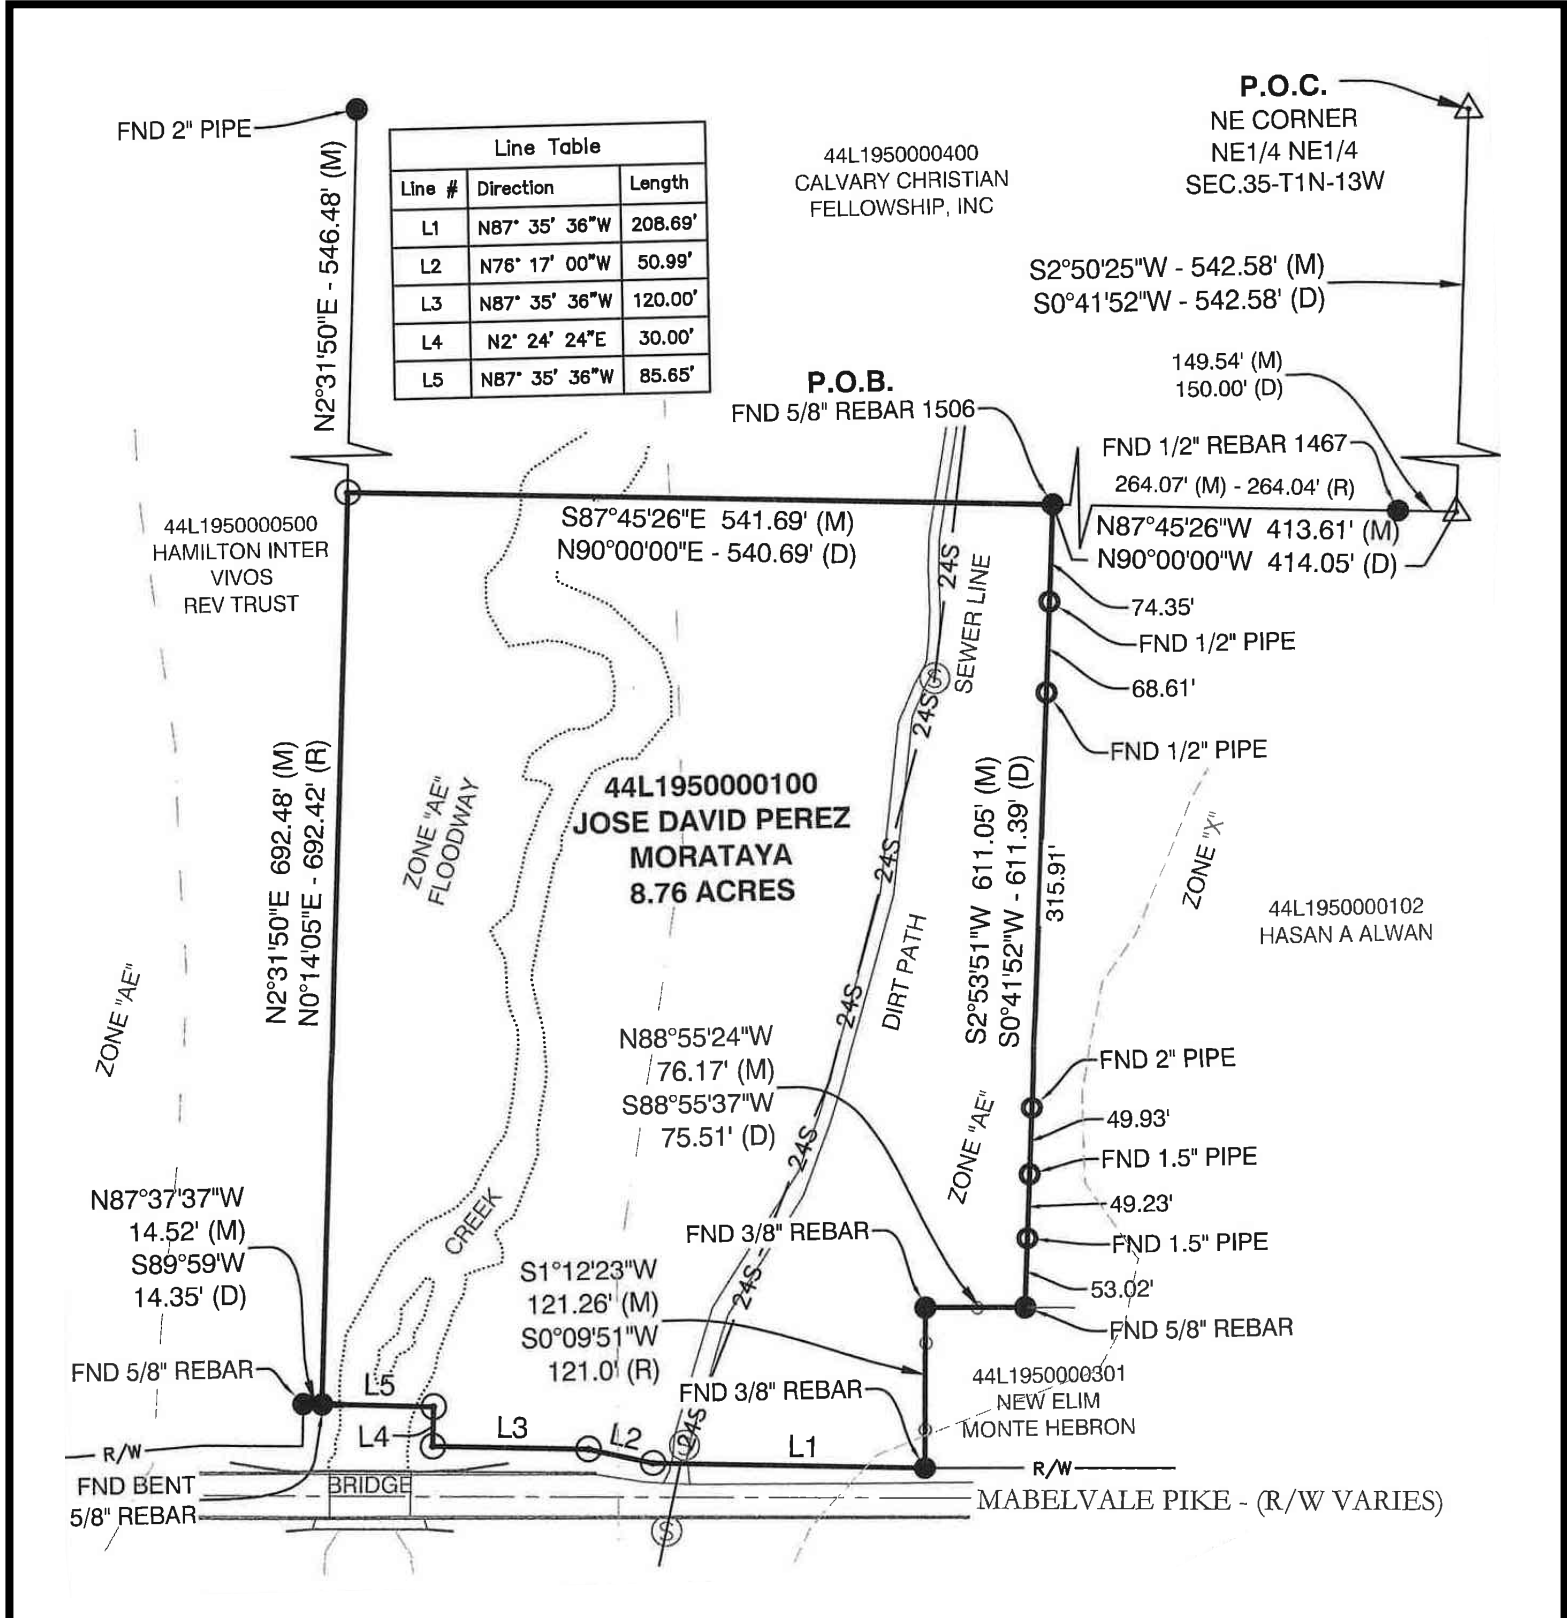 FND 2" PIPE
N2°31'50"E - 546.48' (M)
Line Table
Line # Direction Length
L1 N87° 35' 36"W 208.69'
L2 N76° 17' 00"W 50.99'
L3 N87° 35' 36"W 120.00'
L4 N2° 24' 24"E 30.00'
L5 N87° 35' 36"W 85.65'
44L1950000400
CALVARY CHRISTIAN
FELLOWSHIP, INC
P.O.C.
NE CORNER
NE1/4 NE1/4
SEC.35-T1N-13W
S2°50'25"W - 542.58' (M)
S0°41'52"W - 542.58' (D)
149.54' (M)
150.00' (D)
P.O.B.
FND 5/8" REBAR 1506
FND 1/2" REBAR 1467
264.07' (M) - 264.04' (R)
N87°45'26"W 413.61' (M)
N90°00'00"W 414.05' (D)
S87°45'26"E 541.69' (M)
N90°00'00"E - 540.69' (D)
44L1950000500
HAMILTON INTER
VIVOS
REV TRUST
24S
SEWER LINE
S
24S
74.35'
FND 1/2" PIPE
68.61'
FND 1/2" PIPE
N2°31'50"E 692.48' (M)
N0°14'05"E - 692.42' (R)
ZONE "AE"
FLOODWAY
44L1950000100
JOSE DAVID PEREZ
MORATAYA
8.76 ACRES
24S
S2°53'51"W 611.05' (M)
S0°41'52"W - 611.39' (D)
315.91'
ZONE "X"
44L1950000102
HASAN A ALWAN
ZONE "AE"
24S
DIRT PATH
N88°55'24"W
76.17' (M)
S88°55'37"W
75.51' (D)
24S
ZONE "AE"
FND 2" PIPE
49.93'
FND 1.5" PIPE
49.23'
FND 1.5" PIPE
53.02'
FND 5/8" REBAR
N87°37'37"W
14.52' (M)
S89°59'W
14.35' (D)
CREEK
FND 3/8" REBAR
S1°12'23"W
121.26' (M)
S0°09'51"W
121.0' (R)
24S
FND 5/8" REBAR
L5
FND 3/8" REBAR
44L1950000301
NEW ELIM
MONTE HEBRON
L4
L3
L2
24S
S
L1
R/W
R/W
FND BENT
5/8" REBAR
BRIDGE
MABELVALE PIKE - (R/W VARIES)
S